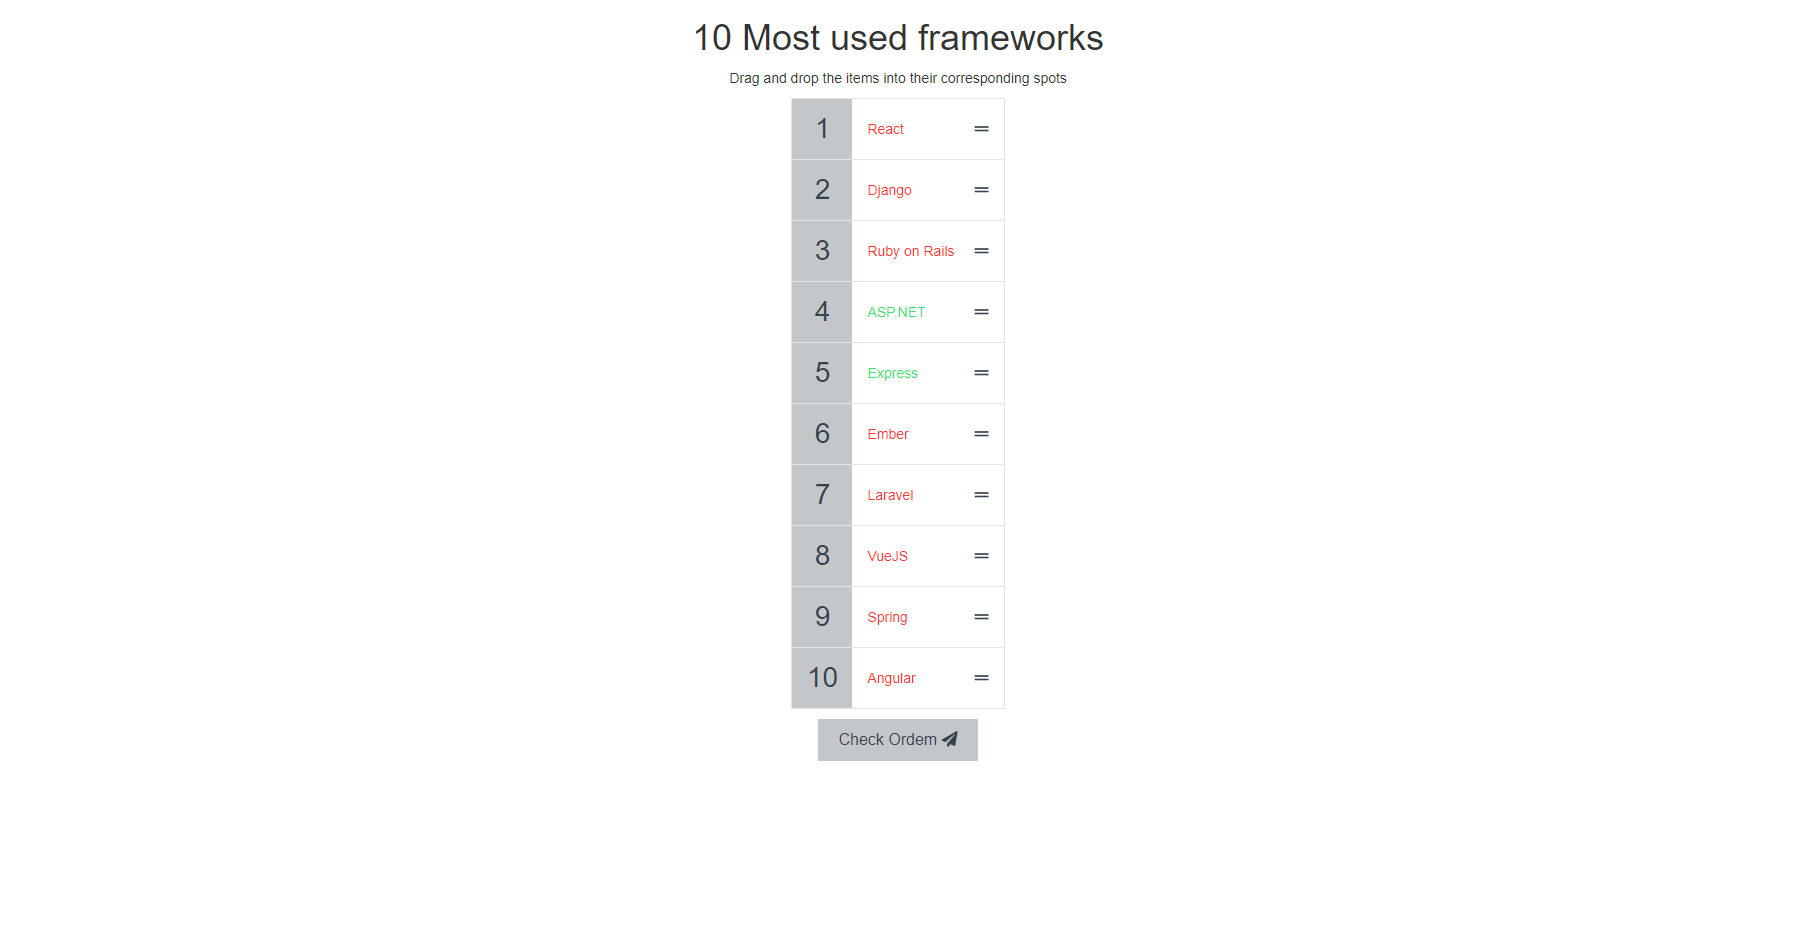 10 Most used frameworks
Drag and drop the items into their corresponding spots
1 React
2 Django
3 Ruby on Rails
4 ASP.NET
5 Express
6 Ember
7 Laravel
8 VueJS
9 Spring
10 Angular
Check Ordem